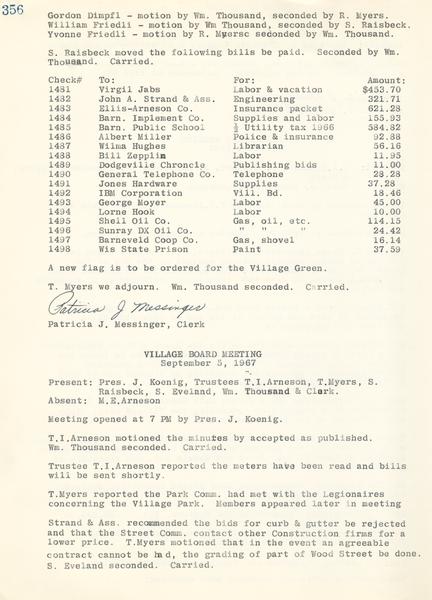 356
Gordon Dimpfl - motion by Wm. Thousand, seconded by R. Myers.
William Friedli - motion by Wm Thousand, seconded by S. Raisbeck.
Yvonne Friedli - motion by R. Myersc seconded by Wm. Thousand.
S. Raisbeck moved the following bills be paid. Seconded by Wm.
Thousand. Carried.
Check# To: For: Amount:
1481 Virgil Jabs Labor & vacation $453.70
1482 John A. Strand & Ass. Engineering 321.71
1483 Ellis-Arneson Co. Insurance packet 621.28
1484 Barn. Implement Co. Supplies and labor 155.93
1485 Barn. Public School ½ Utility tax 1966 584.82
1486 Albert Miller Police & insurance 92.88
1487 Wilma Hughes Librarian 56.16
1488 Bill Zepplin Labor 11.95
1489 Dodgeville Chroncie Publishing bids 11.00
1490 General Telephone Co. Telephone 28.28
1491 Jones Hardware Supplies 37.28
1492 IBM Corporation Vill. Bd. 18.46
1493 George Moyer Labor 45.00
1494 Lorne Hook Labor 10.00
1495 Shell Oil Co. Gas, oil, etc. 114.15
1496 Sunray DX Oil Co. " " " 24.42
1497 Barneveld Coop Co. Gas, shovel 16.14
1498 Wis State Prison Paint 37.59
A new flag is to be ordered for the Village Green.
T. Myers we adjourn. Wm. Thousand seconded. Carried.
Patricia J Messinger
Patricia J. Messinger, Clerk
VILLAGE BOARD MEETING
September 5, 1967
Present: Pres. J. Koenig, Trustees T.I.Arneson, T.Myers, S.
Raisbeck, S. Eveland, Wm. Thousand & Clerk.
Absent: M.E.Arneson
Meeting opened at 7 PM by Pres. J. Koenig.
T.I.Arneson motioned the minutes by accepted as published.
Wm. Thousand seconded. Carried.
Trustee T.I.Arneson reported the meters have been read and bills
will be sent shortly.
T.Myers reported the Park Comm. had met with the Legionaires
concerning the Village Park. Members appeared later in meeting
Strand & Ass. recommended the bids for curb & gutter be rejected
and that the Street Comm. contact other Construction firms for a
lower price. T.Myers motioned that in the event an agreeable
contract cannot be had, the grading of part of Wood Street be done.
S. Eveland seconded. Carried.